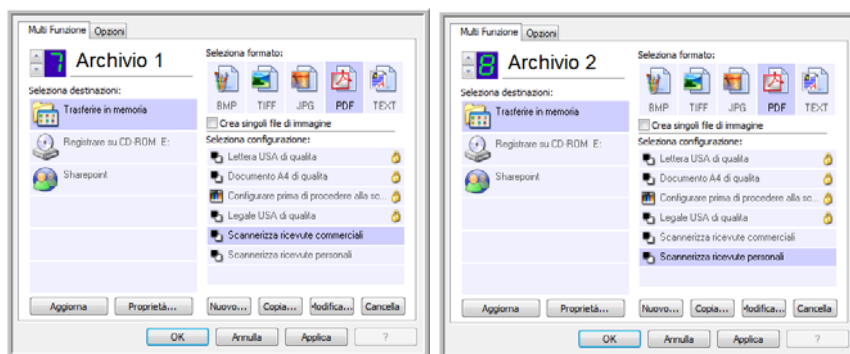 Multi Funzione Opzioni
7 Archivio 1
Seleziona destinazioni:
Trasferire in memoria
Registrare su CD-ROM E:
Sharepoint
Seleziona formato:
BMP TIFF JPG PDF TEXT
Crea singoli file di immagine
Seleziona configurazione:
Lettera USA di qualita
Documento A4 di qualita
Configurare prima di procedere alla sc...
Legale USA di qualita
Scannerizza ricevute commerciali
Scannerizza ricevute personali
Aggiorna Proprietà... Nuovo... Copia... Modifica... Cancella
OK Annulla Applica ?
Multi Funzione Opzioni
8 Archivio 2
Seleziona destinazioni:
Trasferire in memoria
Registrare su CD-ROM E:
Sharepoint
Seleziona formato:
BMP TIFF JPG PDF TEXT
Crea singoli file di immagine
Seleziona configurazione:
Lettera USA di qualita
Documento A4 di qualita
Configurare prima di procedere alla sc...
Legale USA di qualita
Scannerizza ricevute commerciali
Scannerizza ricevute personali
Aggiorna Proprietà... Nuovo... Copia... Modifica... Cancella
OK Annulla Applica ?